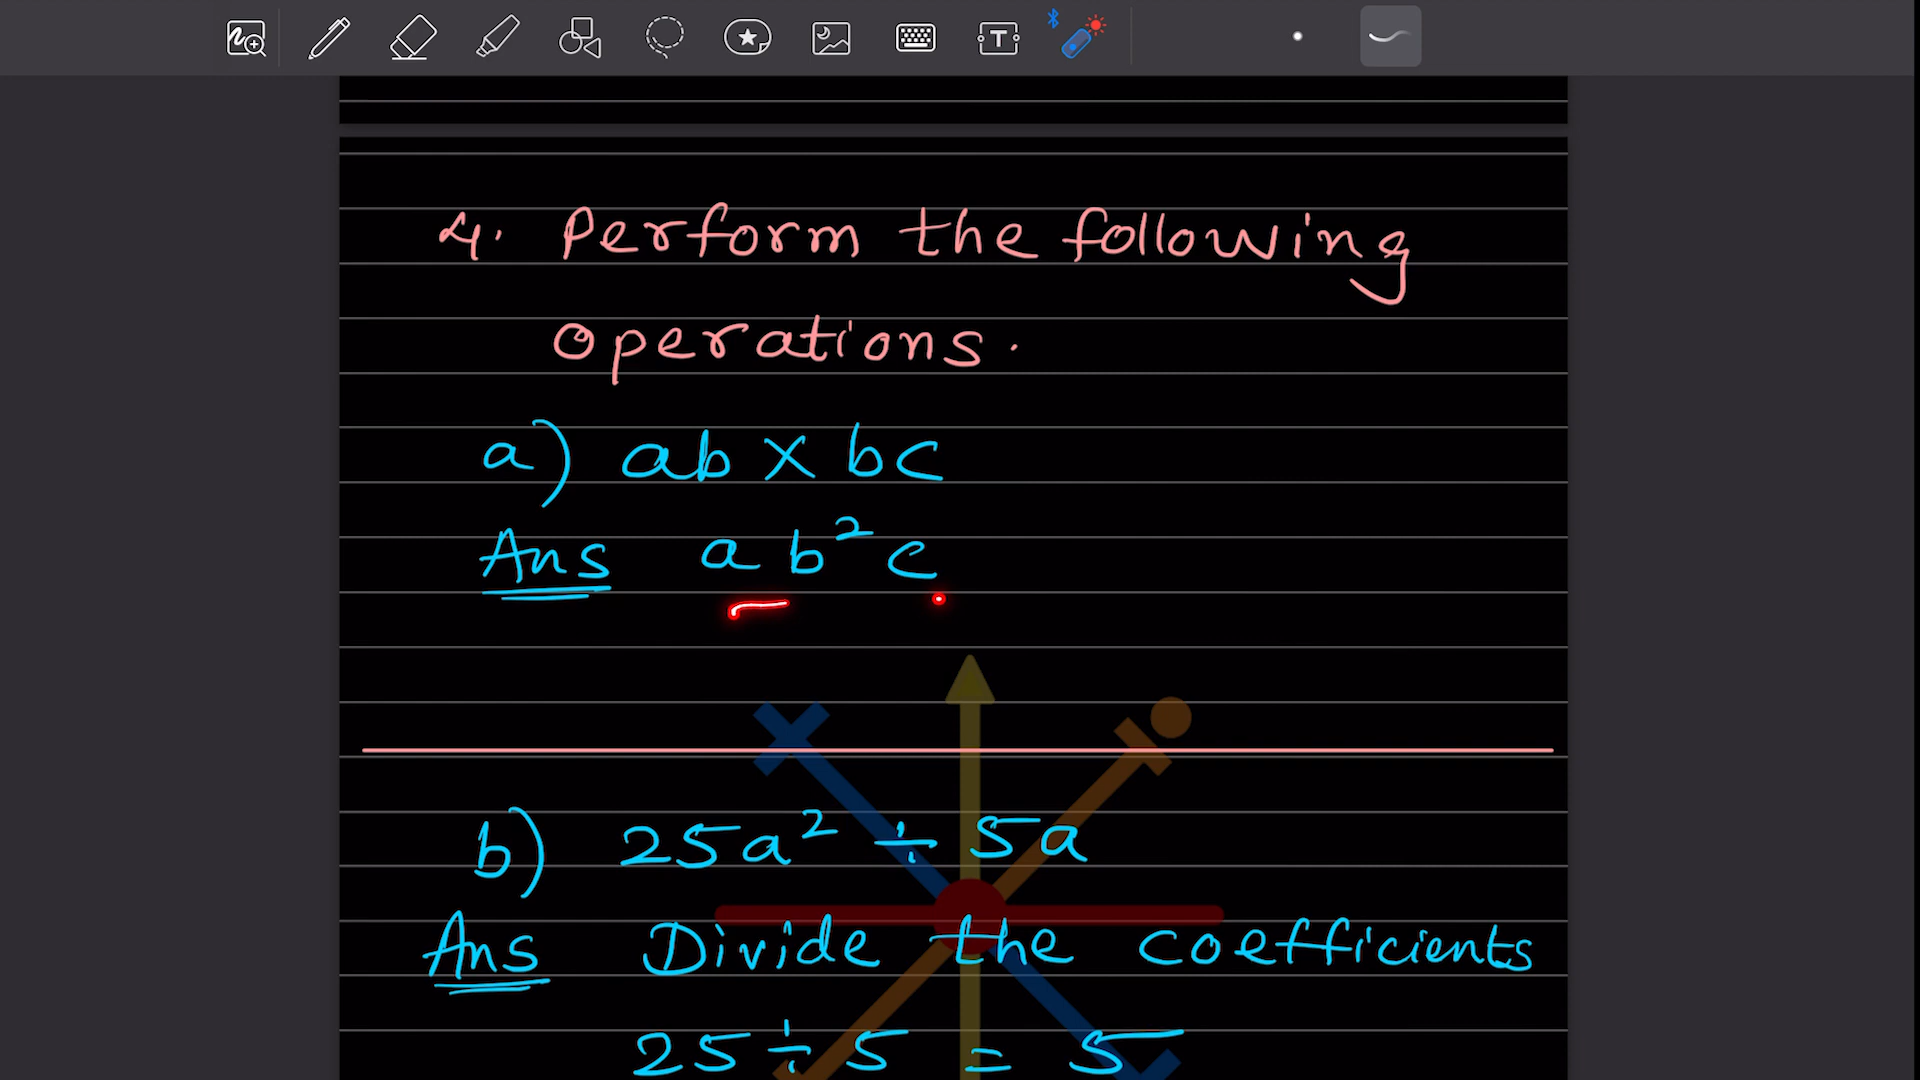 4. Perform the following
operations.
a) ab × bc
Ans ab²c
b) 25a² ÷ 5a
Ans Divide the coefficients
25 ÷ 5 = 5